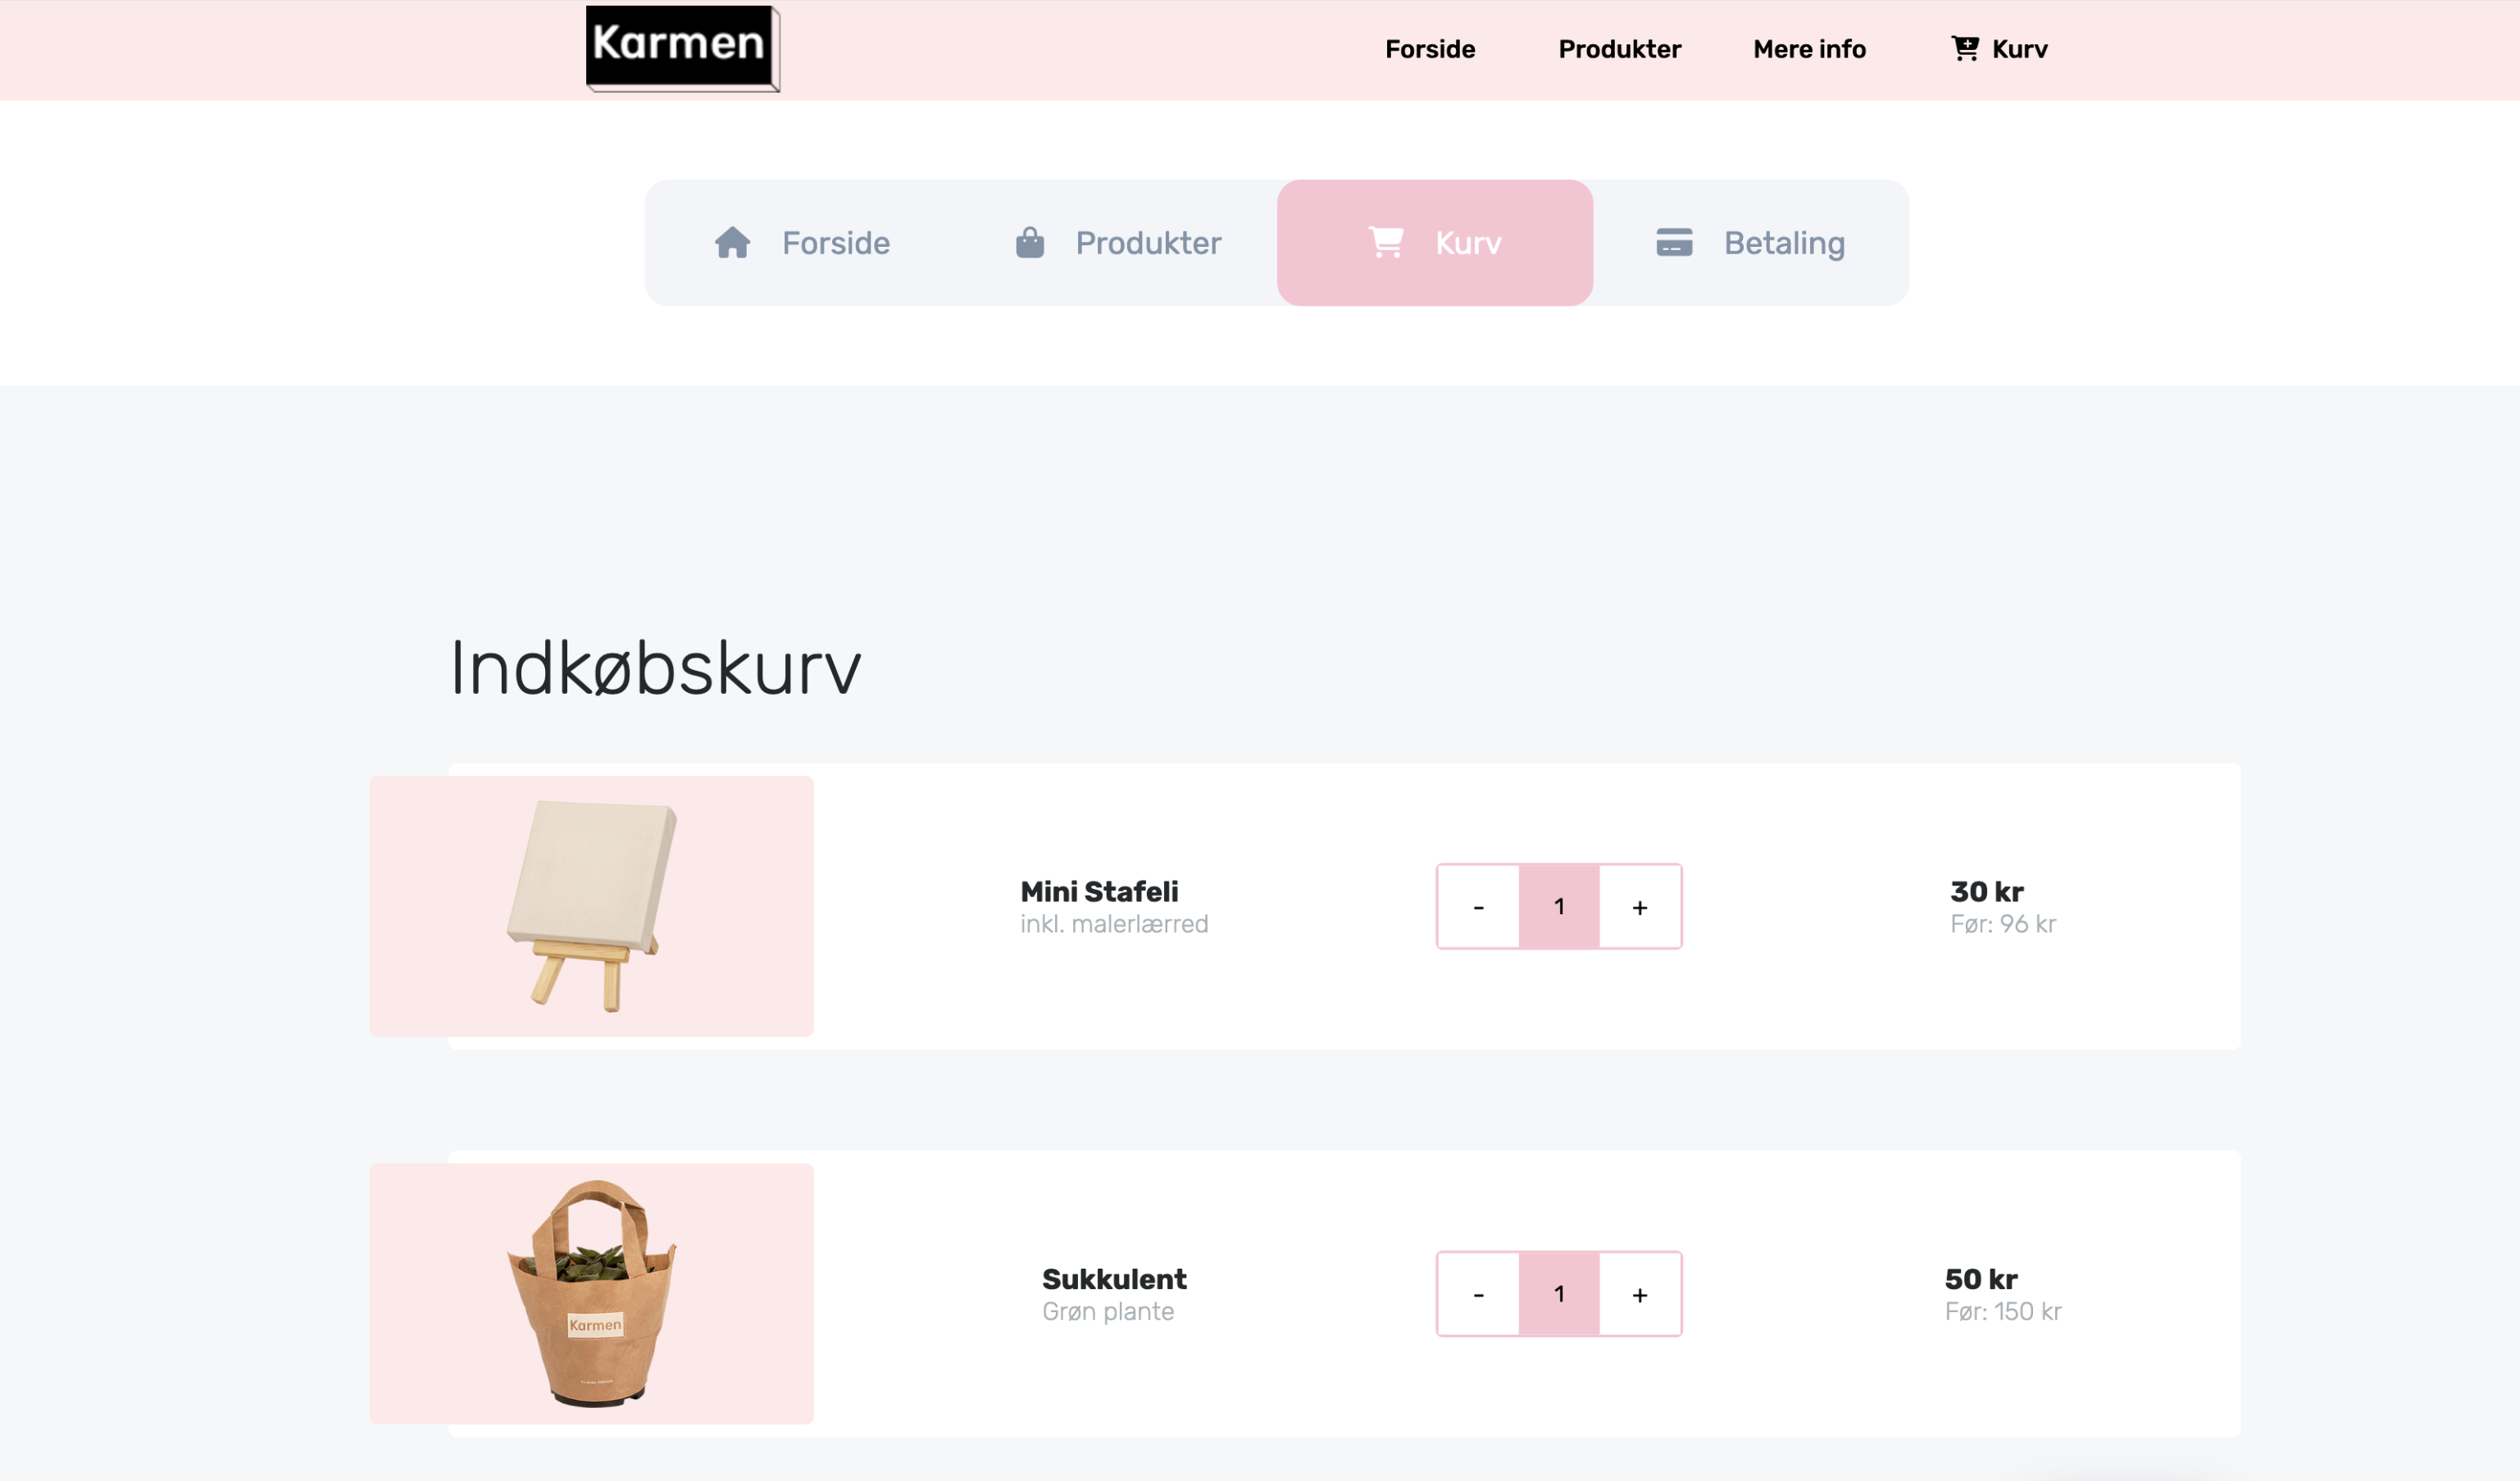 Karmen
Forside Produkter Mere info Kurv
Forside Produkter Kurv Betaling
Indkøbskurv
Mini Stafeli
inkl. malerlærred
- 1 +
30 kr
Før: 96 kr
Karmen
Sukkulent
Grøn plante
- 1 +
50 kr
Før: 150 kr